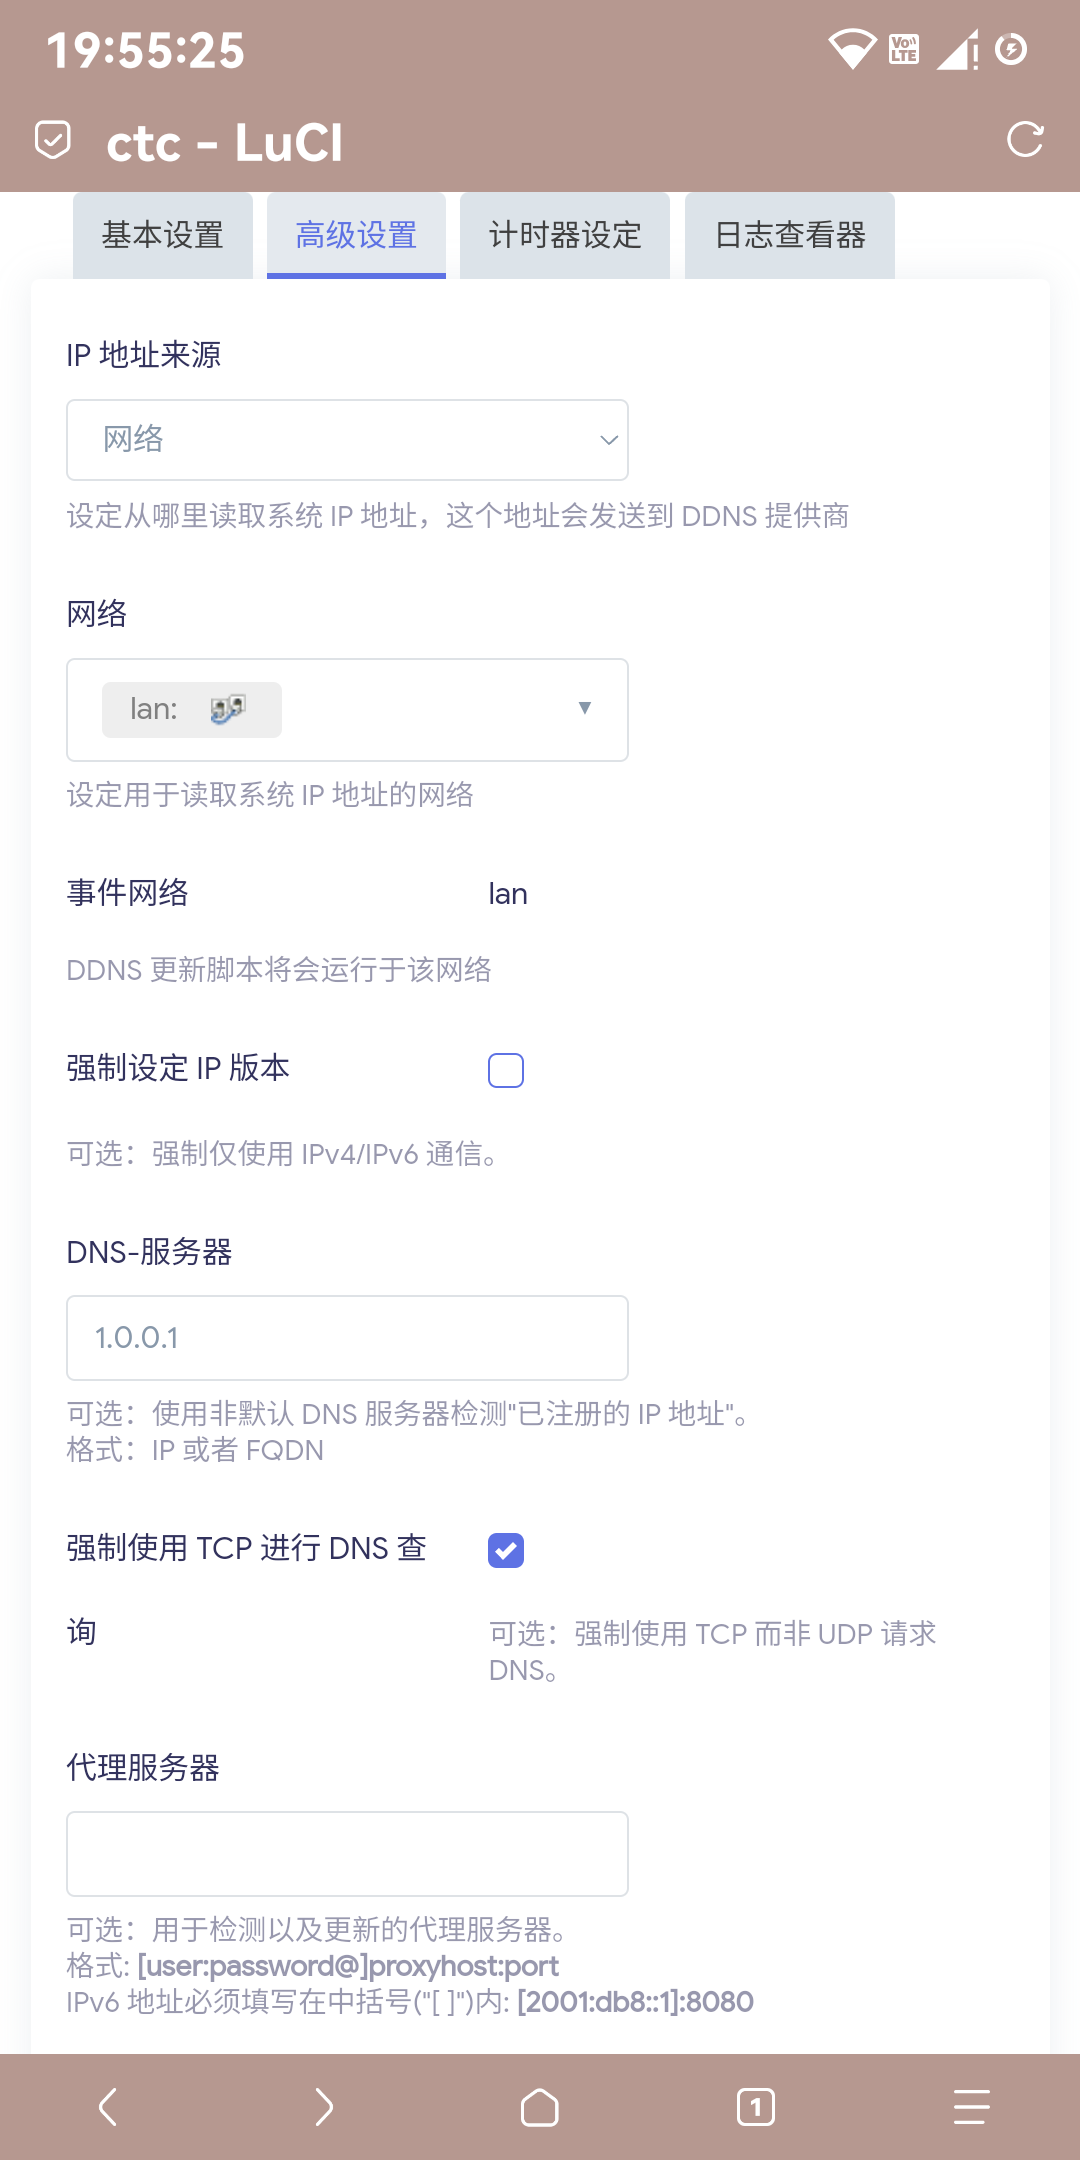 19:55:25
Vo LTE
ctc - LuCI
基本设置 高级设置 计时器设定 日志查看器
IP 地址来源
网络
设定从哪里读取系统 IP 地址，这个地址会发送到 DDNS 提供商
网络
lan:
设定用于读取系统 IP 地址的网络
事件网络 lan
DDNS 更新脚本将会运行于该网络
强制设定 IP 版本
可选：强制仅使用 IPv4/IPv6 通信。
DNS-服务器
1.0.0.1
可选：使用非默认 DNS 服务器检测"已注册的 IP 地址"。
格式：IP 或者 FQDN
强制使用 TCP 进行 DNS 查
询
可选：强制使用 TCP 而非 UDP 请求
DNS。
代理服务器
可选：用于检测以及更新的代理服务器。
格式: [user:password@]proxyhost:port
IPv6 地址必须填写在中括号("[ ]")内: [2001:db8::1]:8080
1